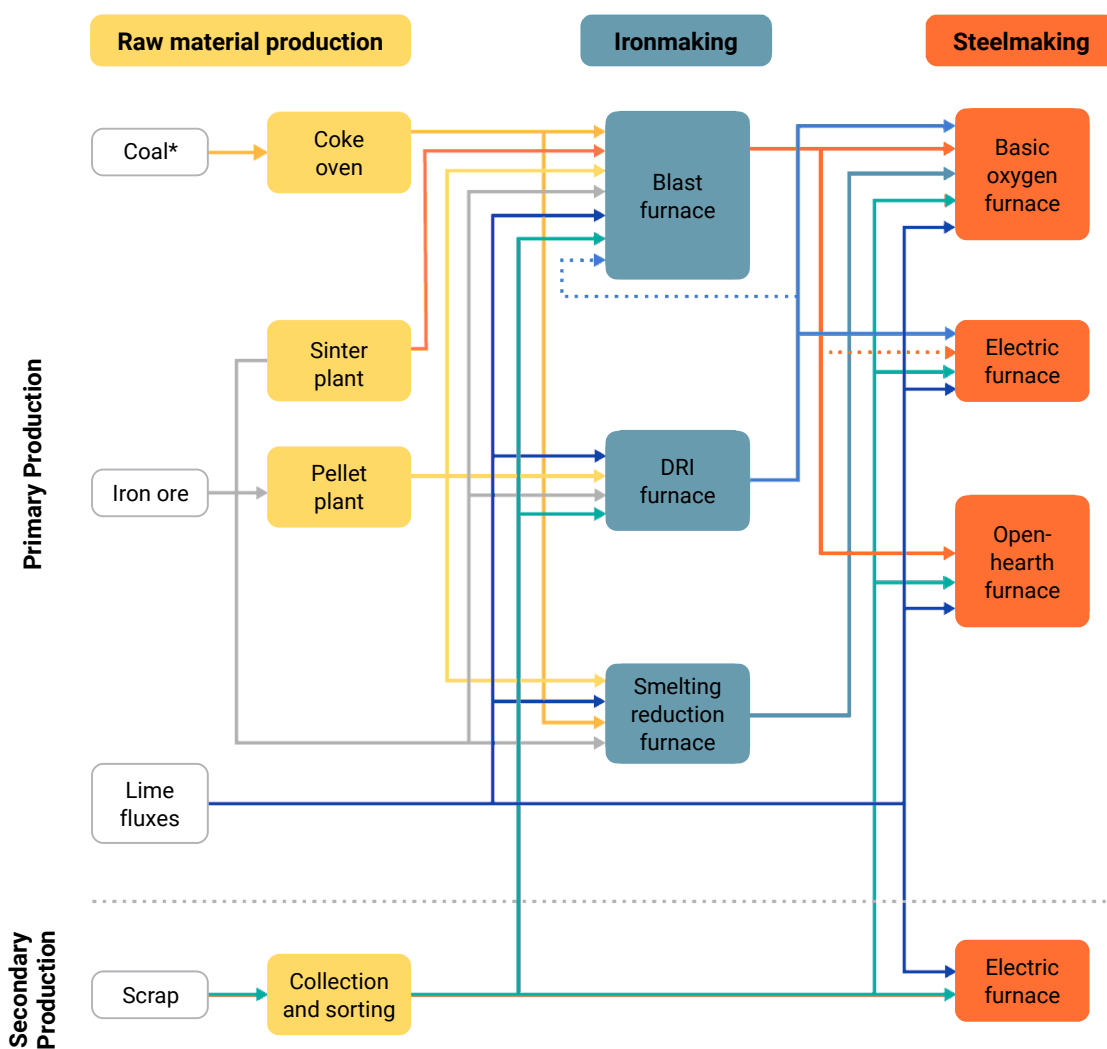 Raw material production
Ironmaking
Steelmaking
Primary Production
Coal*
Coke
oven
Blast
furnace
Basic
oxygen
furnace
Sinter
plant
Electric
furnace
Iron ore
Pellet
plant
DRI
furnace
Open-
hearth
furnace
Smelting
reduction
furnace
Lime
fluxes
Secondary
Production
Scrap
Collection
and sorting
Electric
furnace